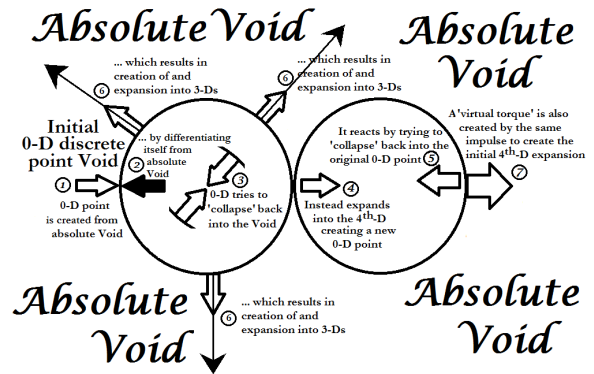 Absolute Void
Absolute
Void
... which results in
creation of and
expansion into 3-Ds
6
... which results in
creation of and
expansion into 3-Ds
6
Initial
0-D discrete
point Void
... by differentiating
itself from
absolute
Void
2
1
0-D point
is created from
absolute Void
3
0-D tries to
'collapse' back
into the Void
It reacts by trying to
'collapse' back into the
original 0-D point
5
4
Instead expands
into the 4th-D
creating a new
0-D point
A 'virtual torque' is also
created by the same
impulse to create the
initial 4th-D expansion
7
... which results in
creation of and
expansion into 3-Ds
6
Absolute
Void
Absolute
Void